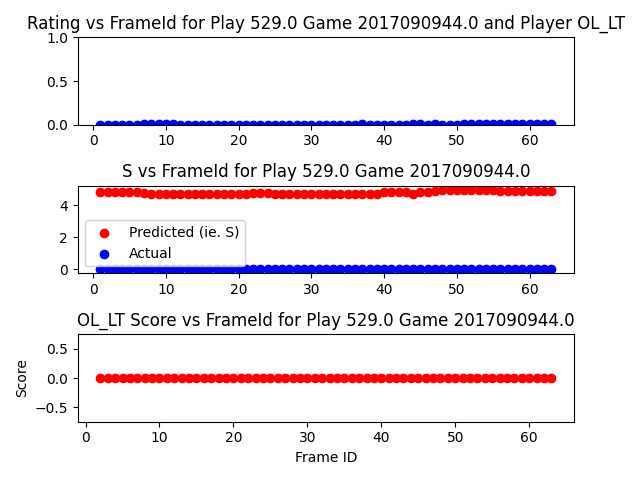 Rating vs FrameId for Play 529.0 Game 2017090944.0 and Player OL_LT
1.0
0.5
0.0
0 10 20 30 40 50 60
S vs FrameId for Play 529.0 Game 2017090944.0
4
2
0
Predicted (ie. S)
Actual
0 10 20 30 40 50 60
OL_LT Score vs FrameId for Play 529.0 Game 2017090944.0
Score
0.5
0.0
−0.5
0 10 20 30 40 50 60
Frame ID